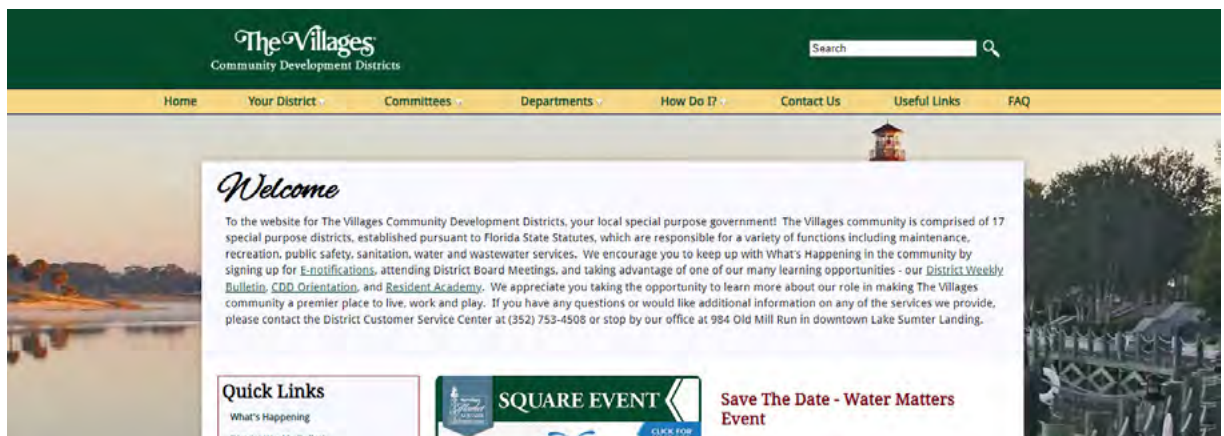 The Villages
Community Development Districts
Search
Home Your District Committees Departments How Do I? Contact Us Useful Links FAQ
Welcome
To the website for The Villages Community Development Districts, your local special purpose government! The Villages community is comprised of 17
special purpose districts, established pursuant to Florida State Statutes, which are responsible for a variety of functions including maintenance,
recreation, public safety, sanitation, water and wastewater services. We encourage you to keep up with What's Happening in the community by
signing up for E-notifications, attending District Board Meetings, and taking advantage of one of our many learning opportunities - our District Weekly
Bulletin, CDD Orientation, and Resident Academy. We appreciate you taking the opportunity to learn more about our role in making The Villages
community a premier place to live, work and play. If you have any questions or would like additional information on any of the services we provide,
please contact the District Customer Service Center at (352) 753-4508 or stop by our office at 984 Old Mill Run in downtown Lake Sumter Landing.
Quick Links
What's Happening
SQUARE EVENT
CLICK FOR
Save The Date - Water Matters
Event